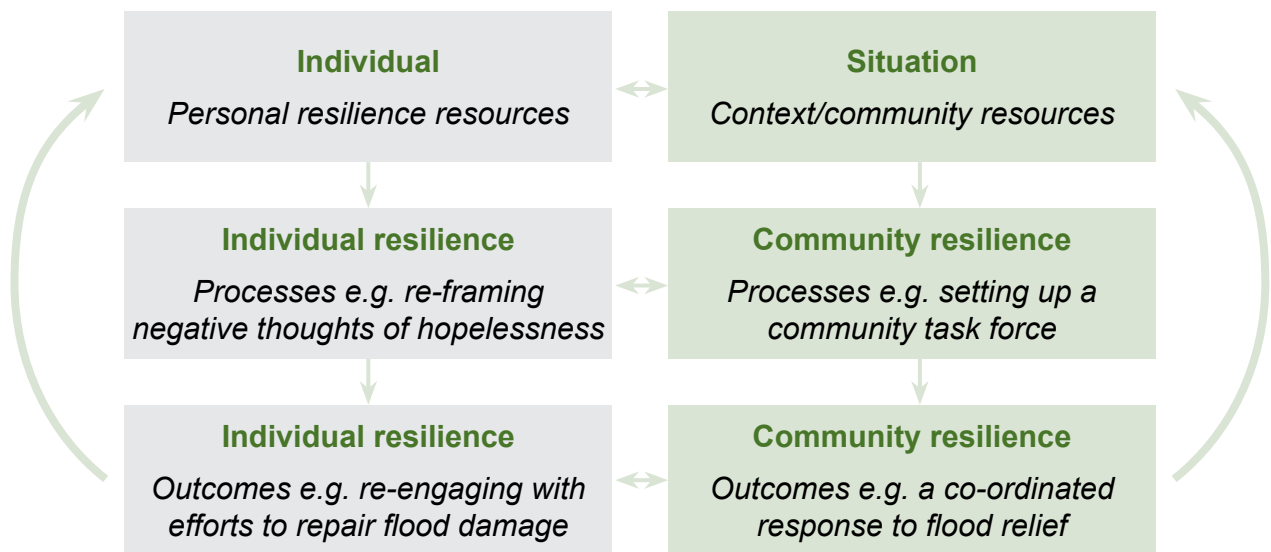 Individual
Personal resilience resources
Situation
Context/community resources
Individual resilience
Processes e.g. re-framing
negative thoughts of hopelessness
Community resilience
Processes e.g. setting up a
community task force
Individual resilience
Outcomes e.g. re-engaging with
efforts to repair flood damage
Community resilience
Outcomes e.g. a co-ordinated
response to flood relief